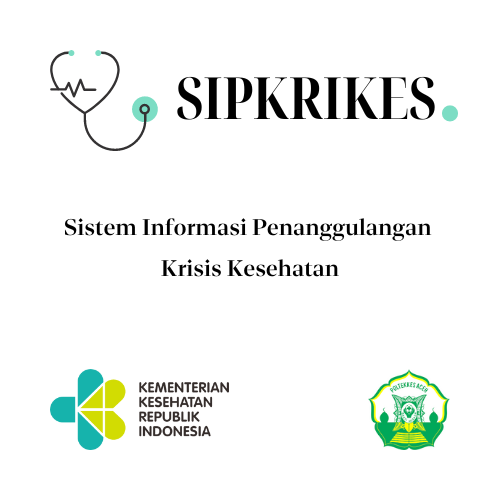 SIPKRIKES.
Sistem Informasi Penanggulangan
Krisis Kesehatan
KEMENTERIAN
KESEHATAN
REPUBLIK
INDONESIA
POLTEKKES ACEH